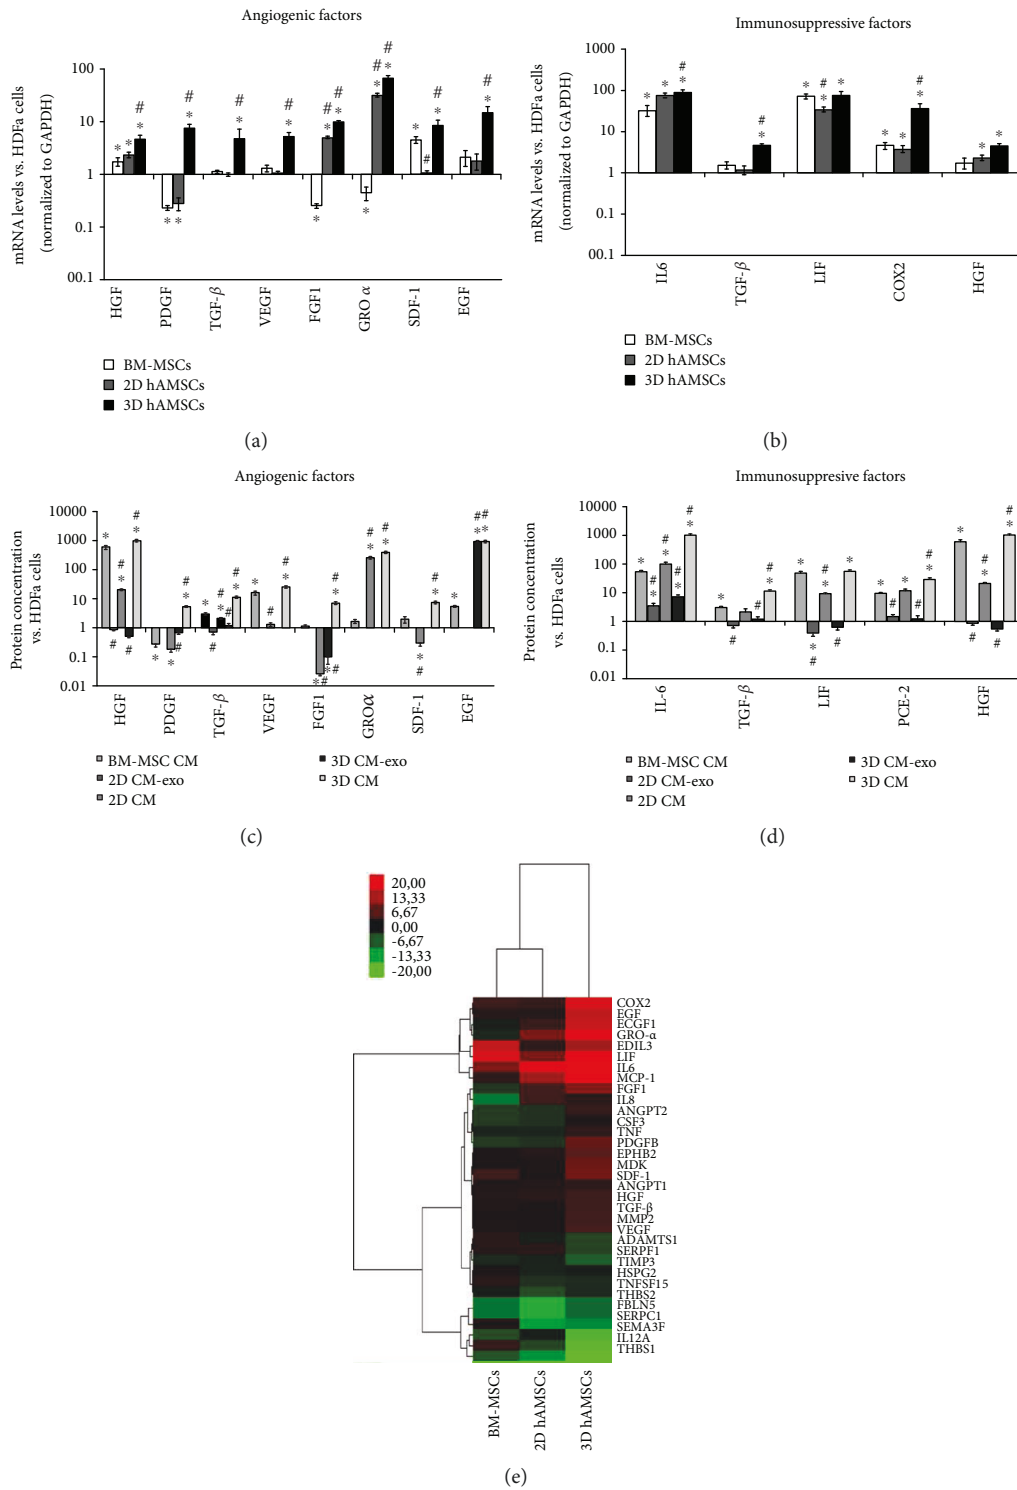 Angiogenic factors
mRNA levels vs. HDFa cells
(normalized to GAPDH)
100
10
1
0.1
00.1
* * * # * * * # * # * # * # * # * * # * # * * # * # * #
HGF
PDGF
TGF-β
VEGF
FGF1
GRO α
SDF-1
EGF
BM-MSCs
2D hAMSCs
3D hAMSCs
(a)
Immunosuppressive factors
mRNA levels vs. HDFa cells
(normalized to GAPDH)
1000
100
10
1
0.1
00.1
* * * # * # * * # * * * * # * *
IL6
TGF-β
LIF
COX2
HGF
BM-MSCs
2D hAMSCs
3D hAMSCs
(b)
Angiogenic factors
Protein concentration
vs. HDFa cells
10000
1000
100
10
1
0.1
0.01
HGF
PDGF
TGF-β
VEGF
FGF1
GROα
SDF-1
EGF
BM-MSC CM
2D CM-exo
2D CM
3D CM-exo
3D CM
(c)
Immunosuppresive factors
Protein concentration
vs. HDFa cells
10000
1000
100
10
1
0.1
0.01
IL-6
TGF-β
LIF
PCE-2
HGF
BM-MSC CM
2D CM-exo
2D CM
3D CM-exo
3D CM
(d)
20,00
13,33
6,67
0,00
-6,67
-13,33
-20,00
COX2
EGF
ECGF1
GRO-α
EDIL3
LIF
IL6
MCP-1
FGF1
IL8
ANGPT2
CSF3
TNF
PDGFB
EPHB2
MDK
SDF-1
ANGPT1
HGF
TGF-β
MMP2
VEGF
ADAMTS1
SERPF1
TIMP3
HSPG2
TNFSF15
THBS2
FBLN5
SERPC1
SEMA3F
IL12A
THBS1
BM-MSCs
2D hAMSCs
3D hAMSCs
(e)